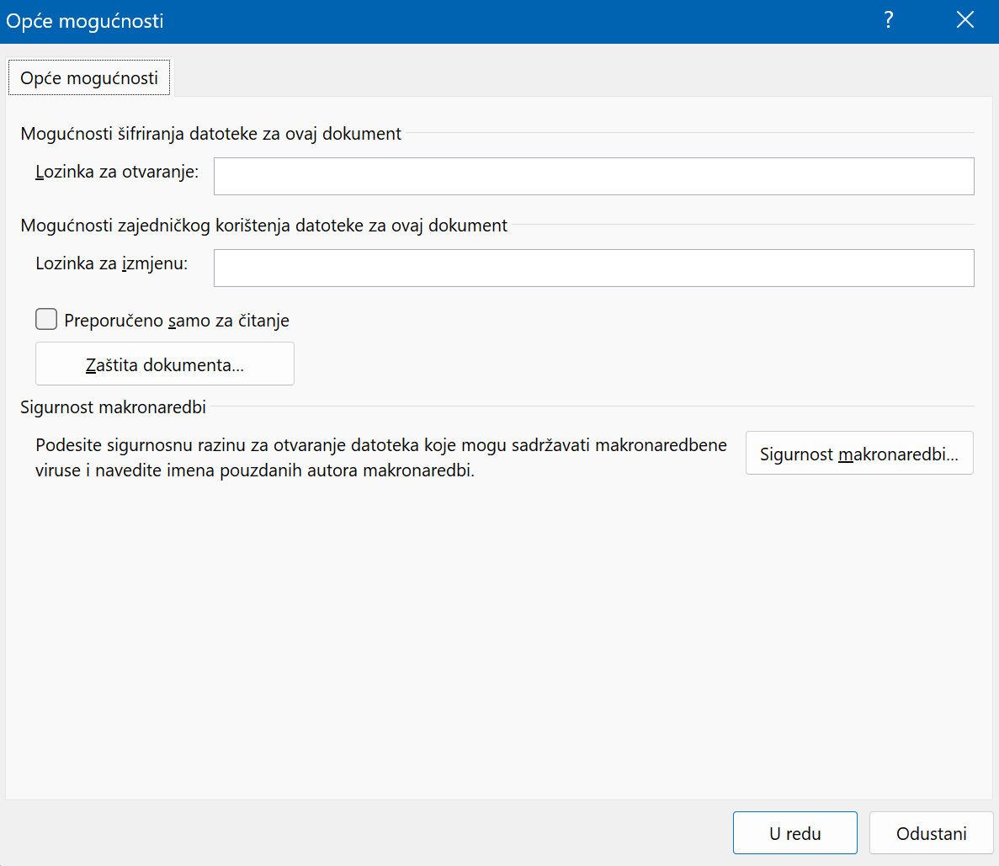 Opće mogućnosti
?
Opće mogućnosti
Mogućnosti šifriranja datoteke za ovaj dokument
Lozinka za otvaranje:
Mogućnosti zajedničkog korištenja datoteke za ovaj dokument
Lozinka za izmjenu:
Preporučeno samo za čitanje
Zaštita dokumenta...
Sigurnost makronaredbi
Podesite sigurnosnu razinu za otvaranje datoteka koje mogu sadržavati makronaredbene
viruse i navedite imena pouzdanih autora makronaredbi.
Sigurnost makronaredbi...
U redu
Odustani